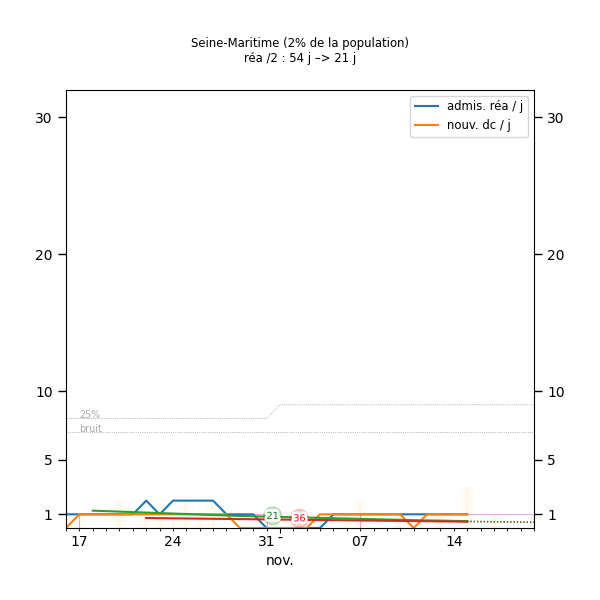 Seine-Maritime (2% de la population)
réa /2 : 54 j –> 21 j
admis. réa / j
nouv. dc / j
30 30
20 20
10 10
25%
bruit
5 5
1 1
21
36
17 24 31 - 07 14
nov.